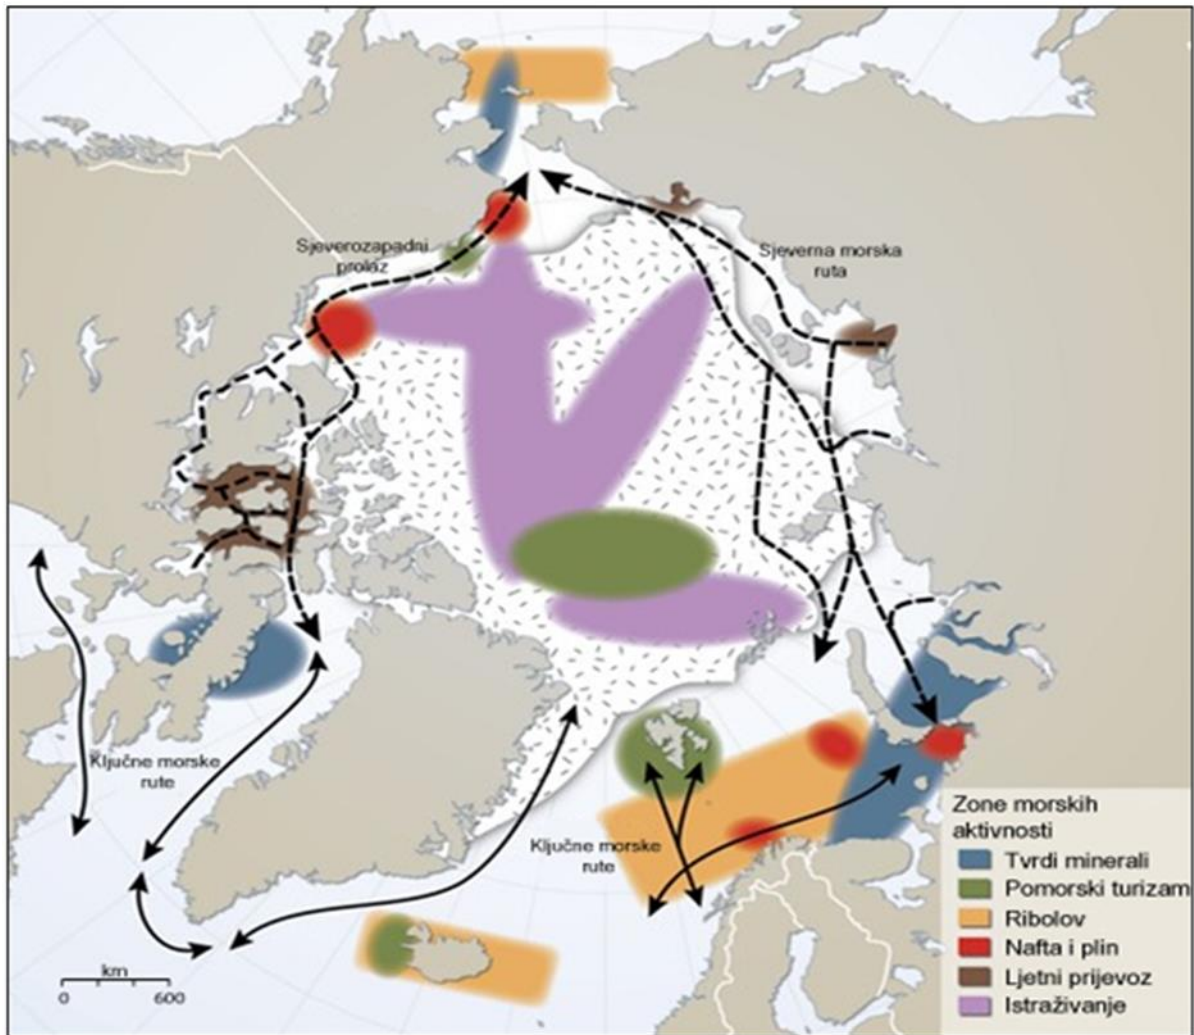 Sjeverozapadni
prolaz
Sjeverna morska
ruta
Ključne morske
rute
Ključne morske
rute
km
0 600
Zone morskih
aktivnosti
Tvrdi minerali
Pomorski turizam
Ribolov
Nafta i plin
Ljetni prijevoz
Istraživanje